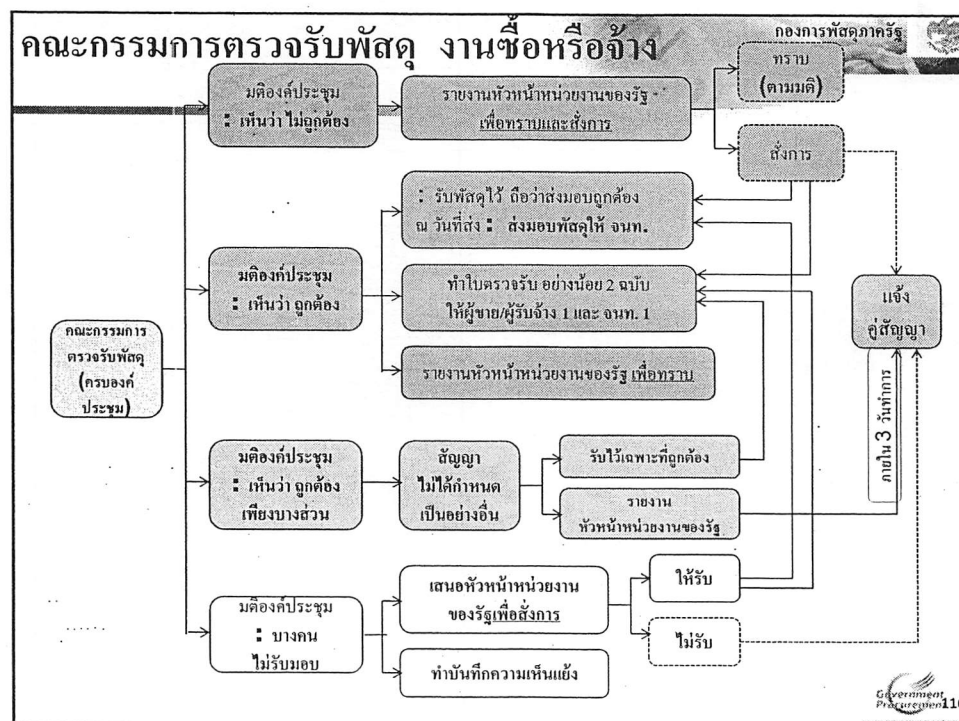 คณะกรรมการตรวจรับพัสดุ งานซื้อหรือจ้าง
กองการพัสดุภาครัฐ
มติองค์ประชุม
: เห็นว่า ไม่ถูกต้อง
รายงานหัวหน้าหน่วยงานของรัฐ
เพื่อทราบและสั่งการ
ทราบ
(ตามมติ)
สั่งการ
: รับพัสดุไว้ ถือว่าส่งมอบถูกต้อง
ณ วันที่ส่ง : ส่งมอบพัสดุให้ จนท.
มติองค์ประชุม
: เห็นว่า ถูกต้อง
ทำใบตรวจรับ อย่างน้อย 2 ฉบับ
ให้ผู้ขาย/ผู้รับจ้าง 1 และ จนท. 1
รายงานหัวหน้าหน่วยงานของรัฐ เพื่อทราบ
แจ้ง
คู่สัญญา
ภายใน 3 วันทำการ
คณะกรรมการ
ตรวจรับพัสดุ
(ครบองค์
ประชุม)
มติองค์ประชุม
: เห็นว่า ถูกต้อง
เพียงบางส่วน
สัญญา
ไม่ได้กำหนด
เป็นอย่างอื่น
รับไว้เฉพาะที่ถูกต้อง
รายงาน
หัวหน้าหน่วยงานของรัฐ
มติองค์ประชุม
: บางคน
ไม่รับมอบ
เสนอหัวหน้าหน่วยงาน
ของรัฐเพื่อสั่งการ
ทำบันทึกความเห็นแย้ง
ให้รับ
ไม่รับ
Government
Procurement 116